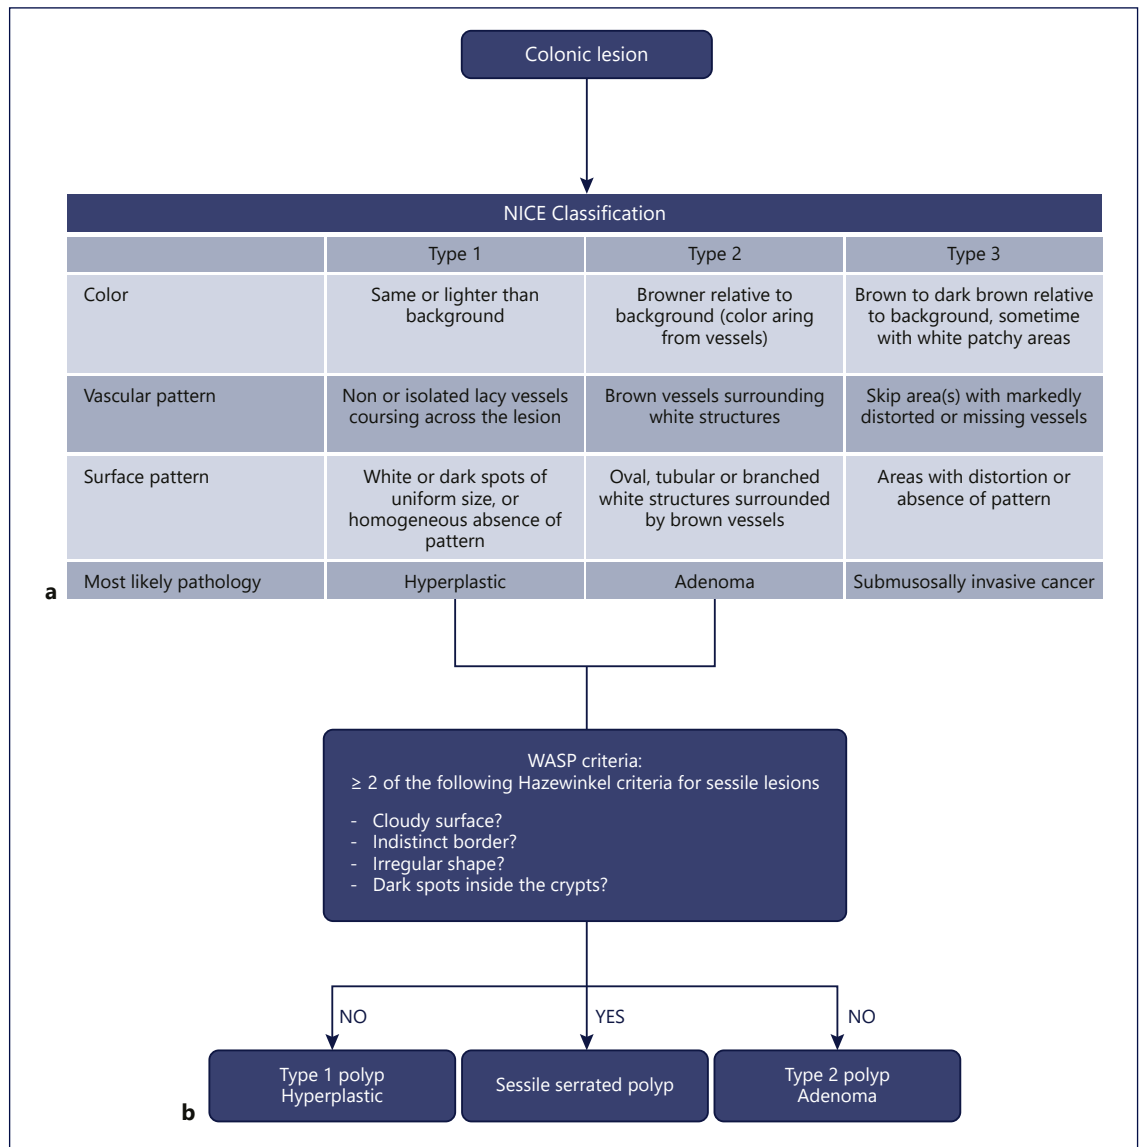 Colonic lesion
NICE Classification
Type 1
Type 2
Type 3
Color
Same or lighter than
background
Browner relative to
background (color aring
from vessels)
Brown to dark brown relative
to background, sometime
with white patchy areas
Vascular pattern
Non or isolated lacy vessels
coursing across the lesion
Brown vessels surrounding
white structures
Skip area(s) with markedly
distorted or missing vessels
Surface pattern
White or dark spots of
uniform size, or
homogeneous absence of
pattern
Oval, tubular or branched
white structures surrounded
by brown vessels
Areas with distortion or
absence of pattern
a
Most likely pathology
Hyperplastic
Adenoma
Submusosally invasive cancer
WASP criteria:
≥ 2 of the following Hazewinkel criteria for sessile lesions
- Cloudy surface?
- Indistinct border?
- Irregular shape?
- Dark spots inside the crypts?
NO
YES
NO
Type 1 polyp
Hyperplastic
Sessile serrated polyp
Type 2 polyp
Adenoma
b